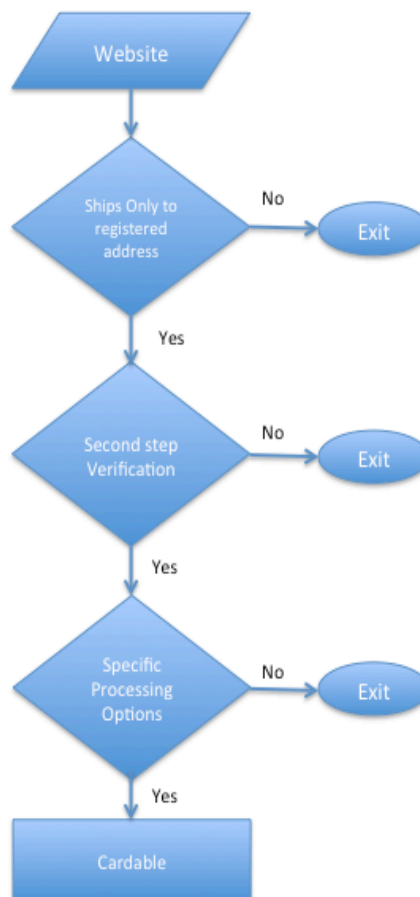 Website
Ships Only to
registered
address
No
Exit
Yes
Second step
Verification
No
Exit
Yes
Specific
Processing
Options
No
Exit
Yes
Cardable